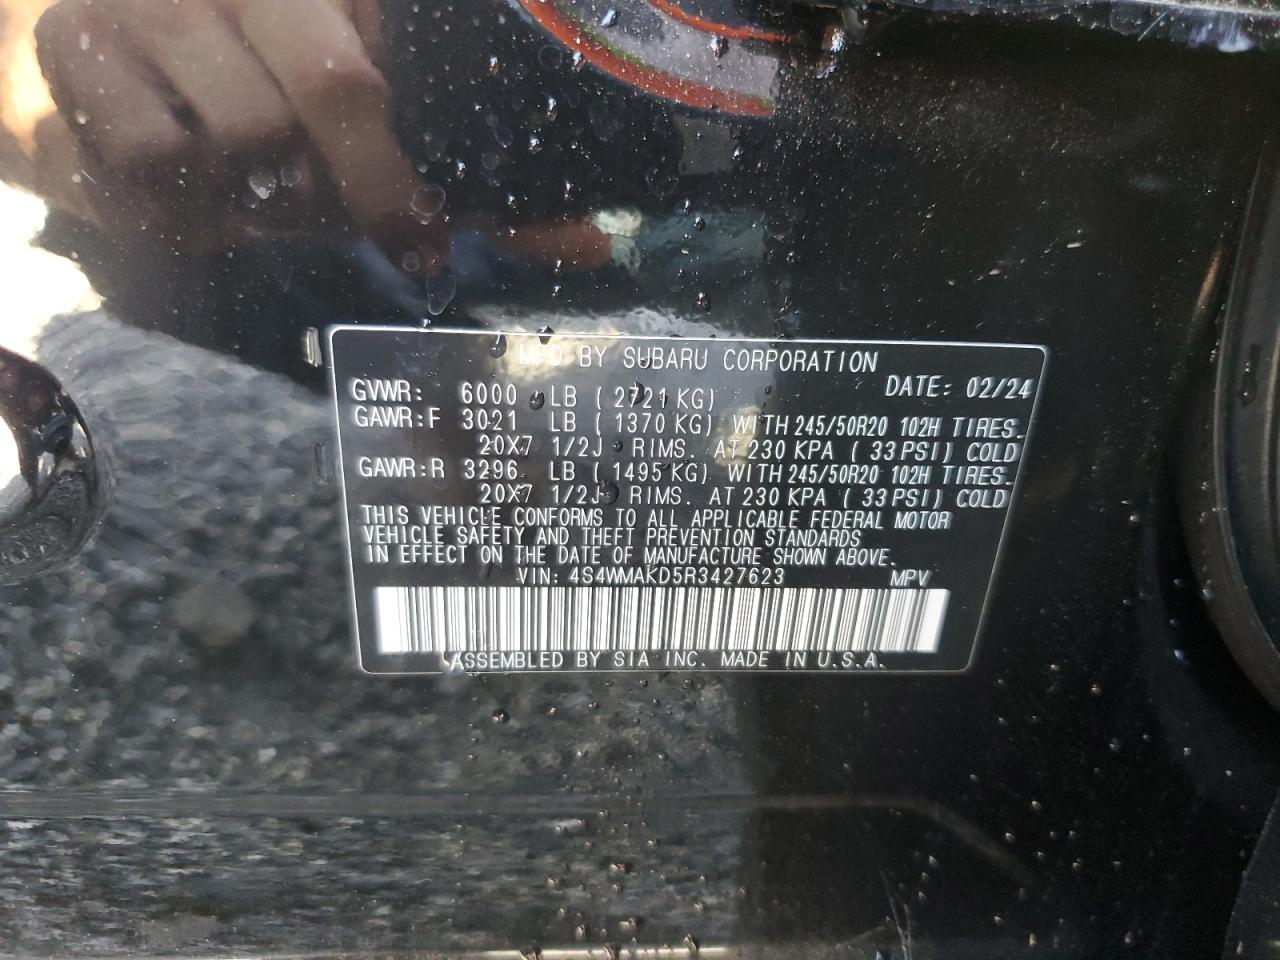 MFD BY SUBARU CORPORATION
DATE: 02/24
GVWR: 6000 LB ( 2721 KG)
GAWR:F 3021 LB ( 1370 KG) WITH 245/50R20 102H TIRES.
20X7 1/2J RIMS. AT 230 KPA ( 33 PSI) COLD
GAWR:R 3296 LB ( 1495 KG) WITH 245/50R20 102H TIRES.
20X7 1/2J RIMS. AT 230 KPA ( 33 PSI) COLD
THIS VEHICLE CONFORMS TO ALL APPLICABLE FEDERAL MOTOR
VEHICLE SAFETY AND THEFT PREVENTION STANDARDS
IN EFFECT ON THE DATE OF MANUFACTURE SHOWN ABOVE.
VIN: 4S4WMAKD5R3427623 MPV
ASSEMBLED BY SIA INC. MADE IN U.S.A.